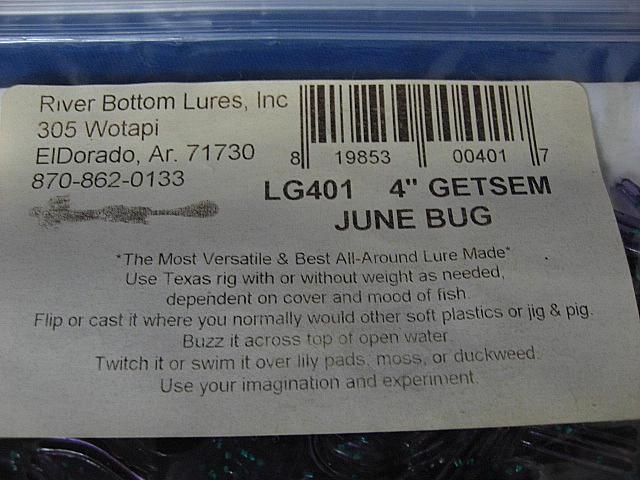 River Bottom Lures, Inc
305 Wotapi
ElDorado, Ar. 71730
870-862-0133
8 19853 00401 7
LG401 4" GETSEM
JUNE BUG
*The Most Versatile & Best All-Around Lure Made*
Use Texas rig with or without weight as needed,
dependent on cover and mood of fish.
Flip or cast it where you normally would other soft plastics or jig & pig.
Buzz it across top of open water.
Twitch it or swim it over lily pads, moss, or duckweed.
Use your imagination and experiment.